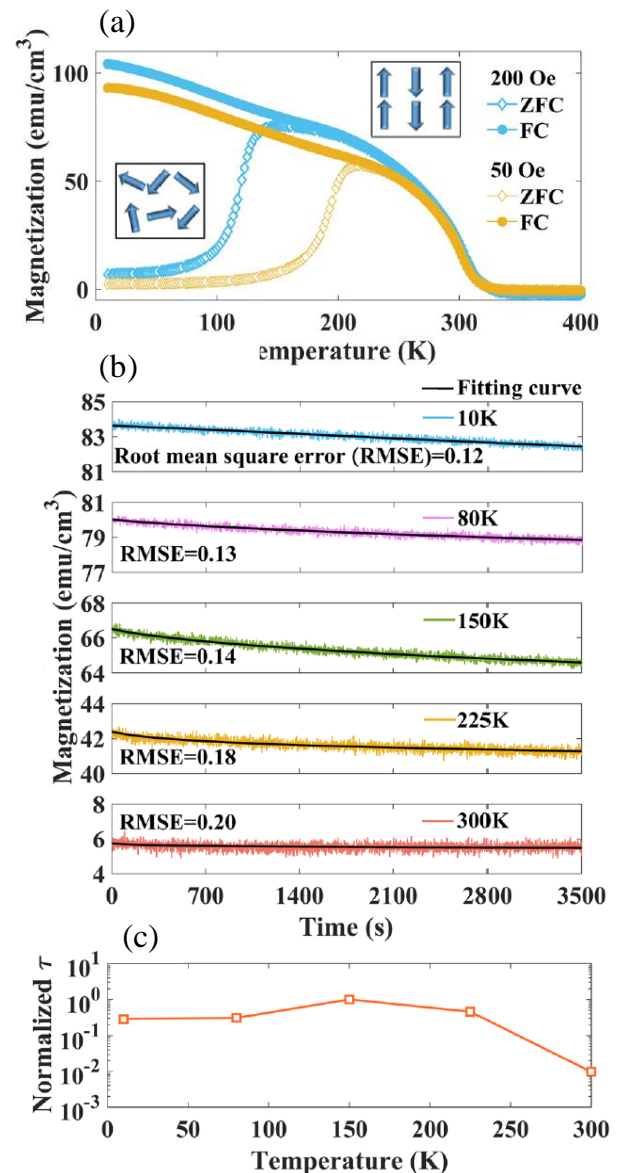 (a)
Magnetization (emu/cm³)
100
50
0
200 Oe
ZFC
FC
50 Oe
ZFC
FC
0 100 200 300 400
emperature (K)
(b)
Magnetization (emu/cm³)
Fitting curve
85
83
81
10K
Root mean square error (RMSE)=0.12
81
79
77
80K
RMSE=0.13
68
66
64
150K
RMSE=0.14
44
42
40
225K
RMSE=0.18
8
6
4
RMSE=0.20
300K
0 700 1400 2100 2800 3500
Time (s)
(c)
Normalized τ
10¹
10⁰
10⁻¹
10⁻²
10⁻³
0 50 100 150 200 250 300
Temperature (K)